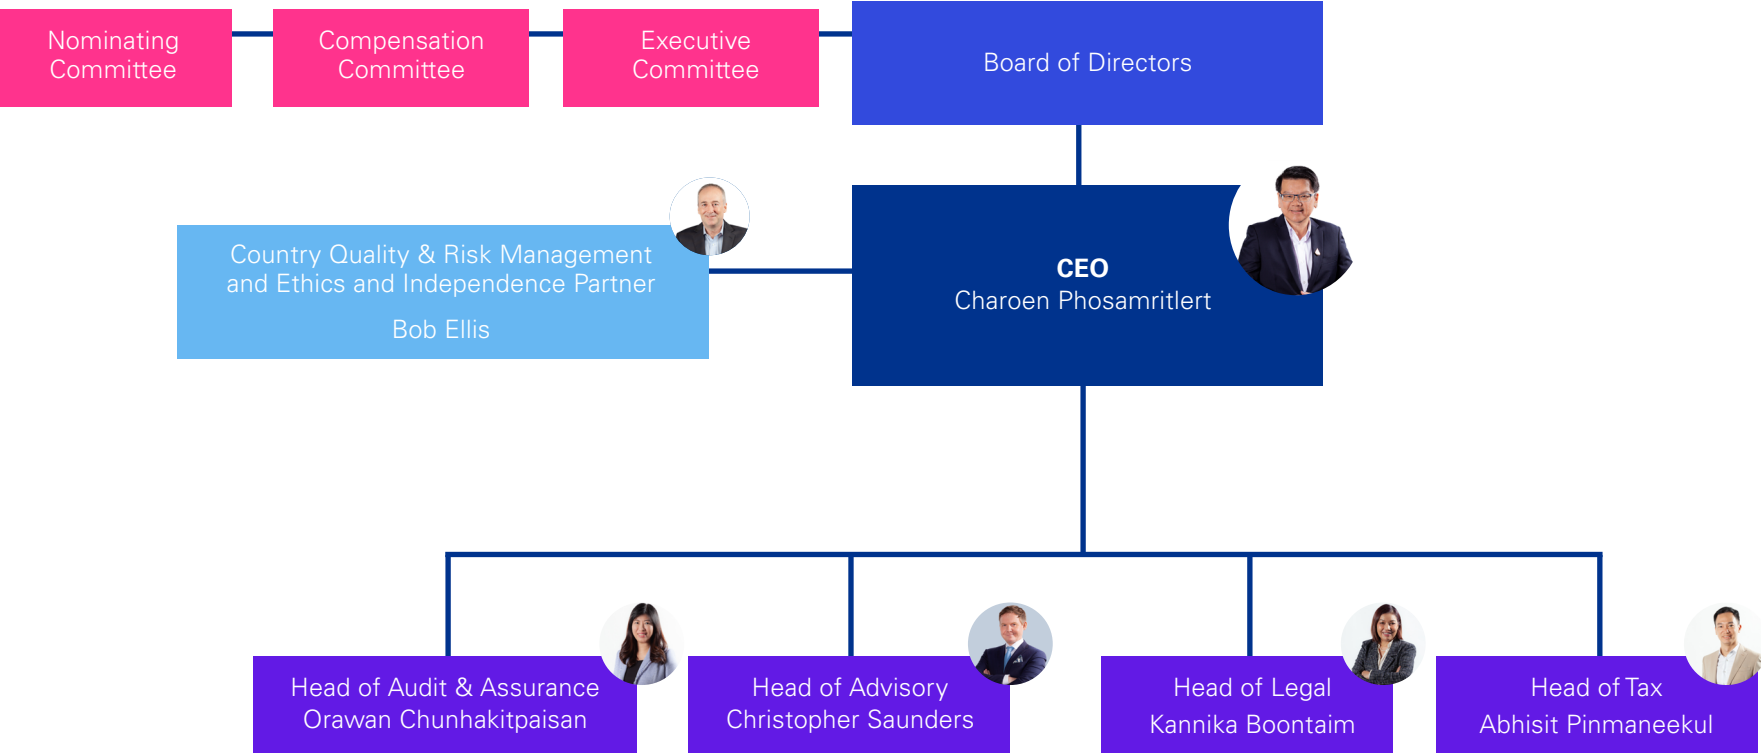 Nominating
Committee
Compensation
Committee
Executive
Committee
Board of Directors
Country Quality & Risk Management
and Ethics and Independence Partner
Bob Ellis
CEO
Charoen Phosamritlert
Head of Audit & Assurance
Orawan Chunhakitpaisan
Head of Advisory
Christopher Saunders
Head of Legal
Kannika Boontaim
Head of Tax
Abhisit Pinmaneekul